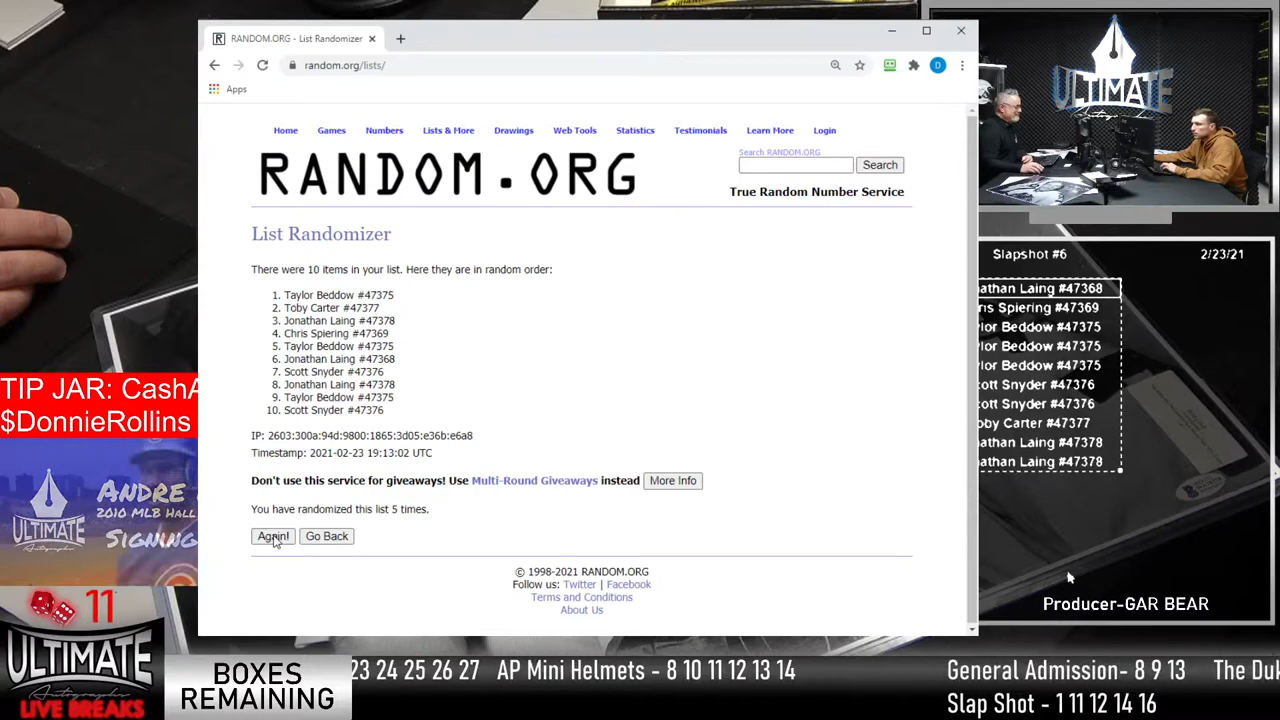 RANDOM.ORG - List Randomizer
random.org/lists/
D
Apps
Home Games Numbers Lists & More Drawings Web Tools Statistics Testimonials Learn More Login
RANDOM.ORG
Search RANDOM.ORG
Search
True Random Number Service
List Randomizer
There were 10 items in your list. Here they are in random order:
1. Taylor Beddow #47375
2. Toby Carter #47377
3. Jonathan Laing #47378
4. Chris Spiering #47369
5. Taylor Beddow #47375
6. Jonathan Laing #47368
7. Scott Snyder #47376
8. Jonathan Laing #47378
9. Taylor Beddow #47375
10. Scott Snyder #47376
IP: 2603:300a:94d:9800:1865:3d05:e36b:e6a8
Timestamp: 2021-02-23 19:13:02 UTC
Don't use this service for giveaways! Use Multi-Round Giveaways instead More Info
You have randomized this list 5 times.
Again! Go Back
© 1998-2021 RANDOM.ORG
Follow us: Twitter | Facebook
Terms and Conditions
About Us
ULTIMATE
Slapshot #6 2/23/21
nathan Laing #47368
ris Spiering #47369
lor Beddow #47375
lor Beddow #47375
lor Beddow #47375
ott Snyder #47376
ott Snyder #47376
oby Carter #47377
nathan Laing #47378
nathan Laing #47378
Producer-GAR BEAR
TIP JAR: CashA
$DonnieRollins
ULTIMATE
ANDRE
2010 MLB HALL
SIGNING
11
ULTIMATE
Autographs
LIVE BREAKS
BOXES
REMAINING
23 24 25 26 27 AP Mini Helmets - 8 10 11 12 13 14
General Admission- 8 9 13 The Du
Slap Shot - 1 11 12 14 16